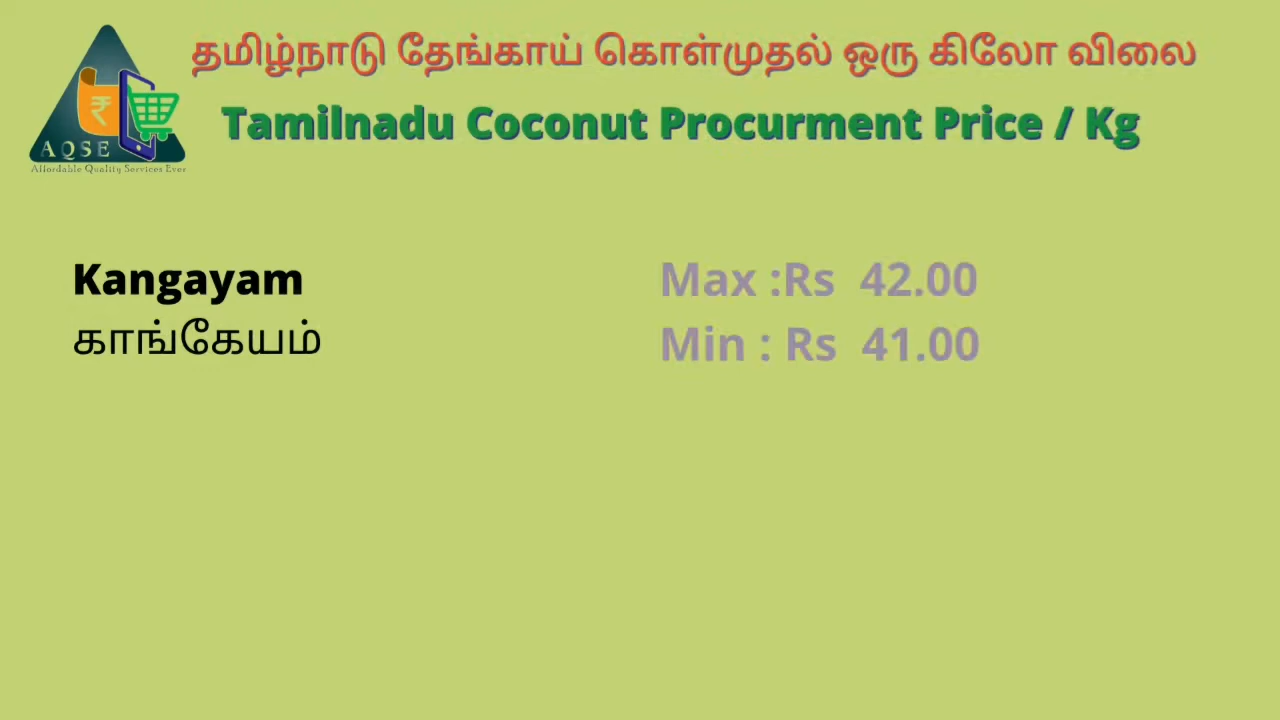 தமிழ்நாடு தேங்காய் கொள்முதல் ஒரு கிலோ விலை
Tamilnadu Coconut Procurment Price / Kg
₹
AQSE
Affordable Quality Services Ever
Kangayam
Max :Rs 42.00
காங்கேயம்
Min : Rs 41.00